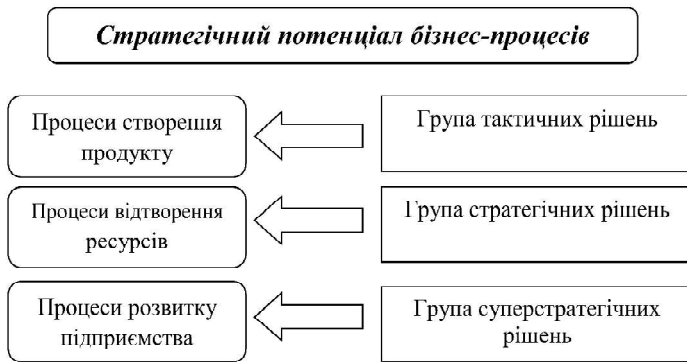 Стратегічний потенціал бізнес-процесів
Процеси створення
продукту
Група тактичних рішень
Процеси відтворення
ресурсів
Група стратегічних рішень
Процеси розвитку
підприємства
Група суперстратегічних
рішень